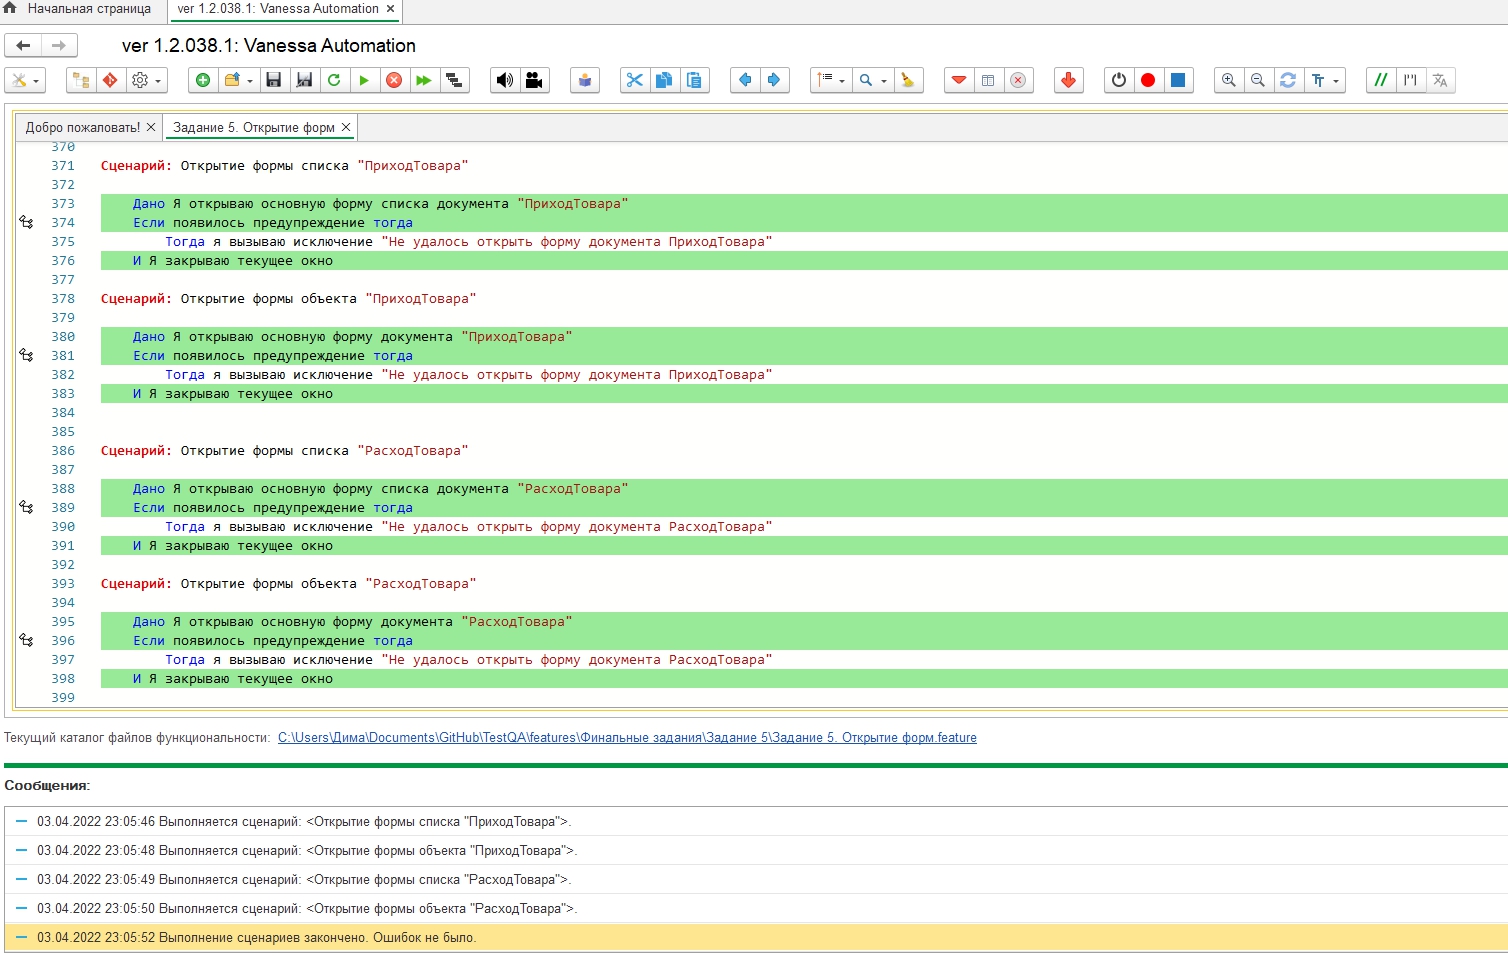 Начальная страница
ver 1.2.038.1: Vanessa Automation
ver 1.2.038.1: Vanessa Automation
Добро пожаловать!
Задание 5. Открытие форм
370
371 Сценарий: Открытие формы списка "ПриходТовара"
372
373 Дано Я открываю основную форму списка документа "ПриходТовара"
374 Если появилось предупреждение тогда
375 Тогда я вызываю исключение "Не удалось открыть форму документа ПриходТовара"
376 И Я закрываю текущее окно
377
378 Сценарий: Открытие формы объекта "ПриходТовара"
379
380 Дано Я открываю основную форму документа "ПриходТовара"
381 Если появилось предупреждение тогда
382 Тогда я вызываю исключение "Не удалось открыть форму документа ПриходТовара"
383 И Я закрываю текущее окно
384
385
386 Сценарий: Открытие формы списка "РасходТовара"
387
388 Дано Я открываю основную форму списка документа "РасходТовара"
389 Если появилось предупреждение тогда
390 Тогда я вызываю исключение "Не удалось открыть форму документа РасходТовара"
391 И Я закрываю текущее окно
392
393 Сценарий: Открытие формы объекта "РасходТовара"
394
395 Дано Я открываю основную форму документа "РасходТовара"
396 Если появилось предупреждение тогда
397 Тогда я вызываю исключение "Не удалось открыть форму документа РасходТовара"
398 И Я закрываю текущее окно
399
Текущий каталог файлов функциональности: C:\Users\Дима\Documents\GitHub\TestQA\features\Финальные задания\Задание 5\Задание 5. Открытие форм.feature
Сообщения:
03.04.2022 23:05:46 Выполняется сценарий: <Открытие формы списка "ПриходТовара">.
03.04.2022 23:05:48 Выполняется сценарий: <Открытие формы объекта "ПриходТовара">.
03.04.2022 23:05:49 Выполняется сценарий: <Открытие формы списка "РасходТовара">.
03.04.2022 23:05:50 Выполняется сценарий: <Открытие формы объекта "РасходТовара">.
03.04.2022 23:05:52 Выполнение сценариев закончено. Ошибок не было.